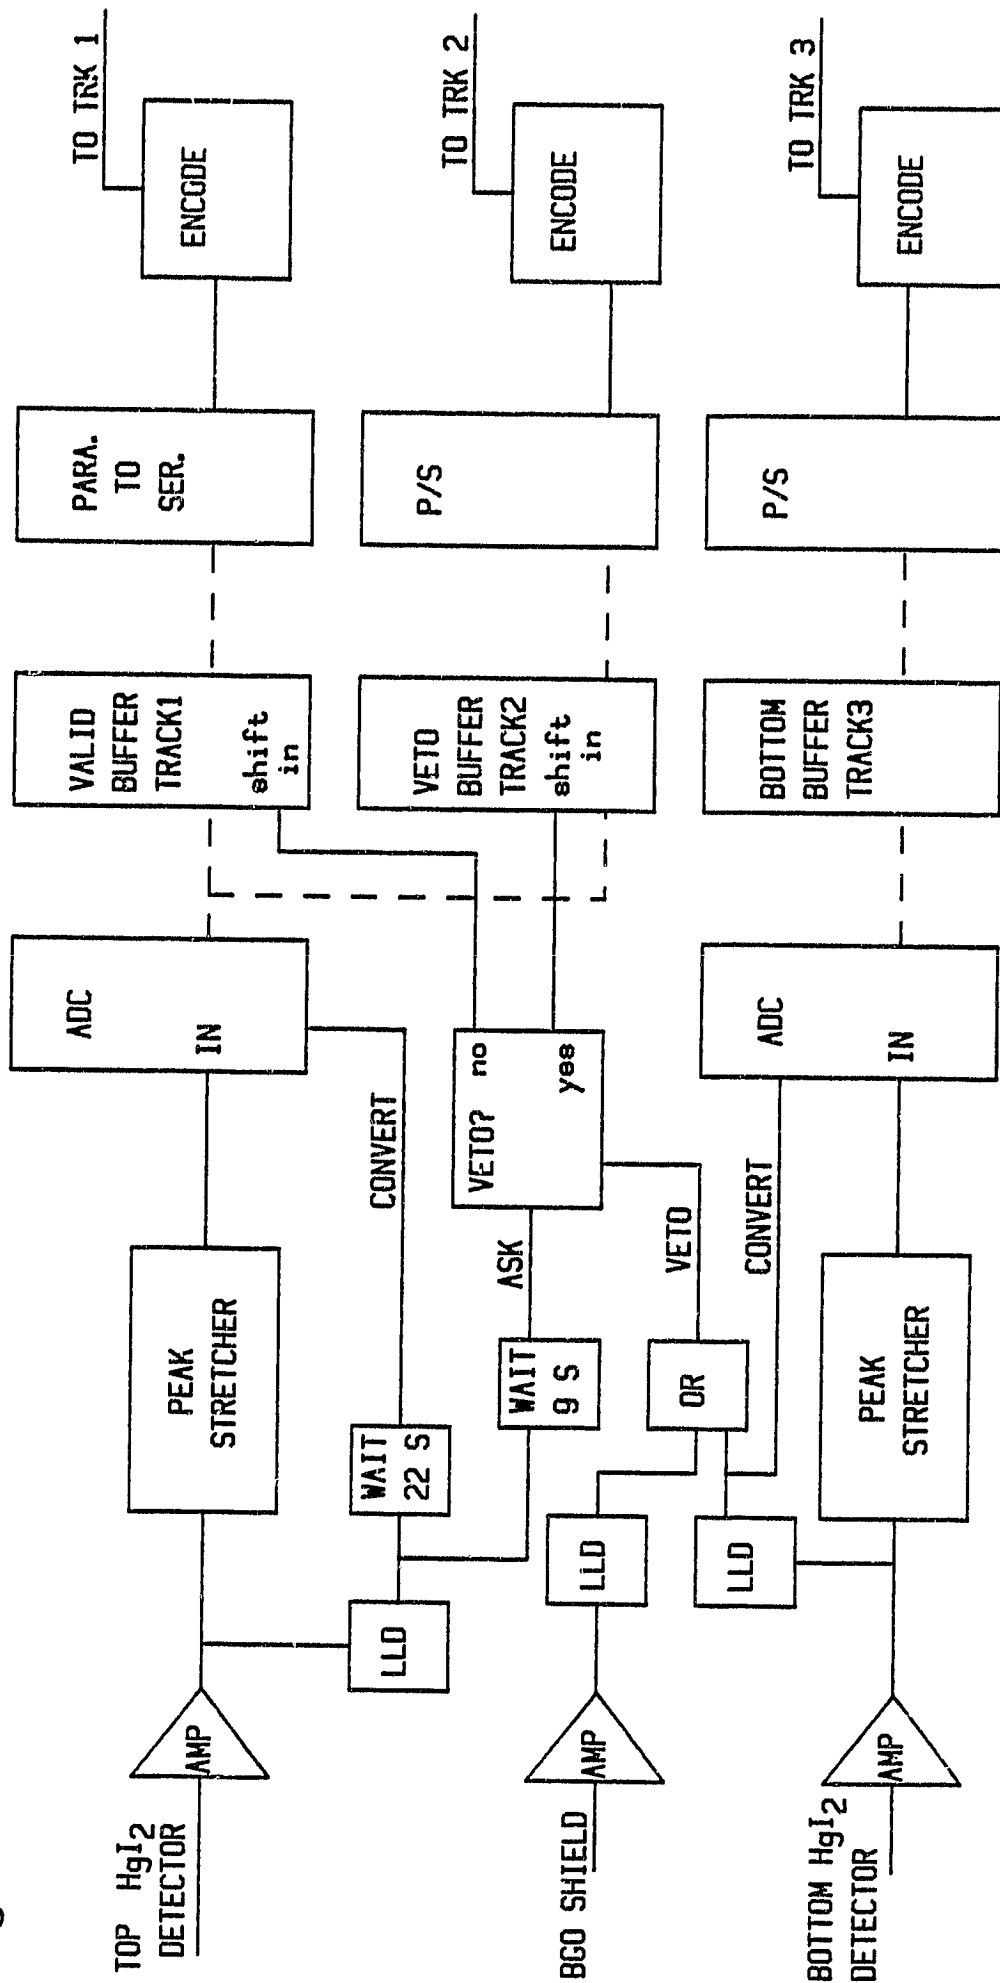 TOP HgI2
DETECTOR
AMP
LLD
PEAK
STRETCHER
WAIT
22 S
CONVERT
ADC
IN
VALID
BUFFER
TRACK1
shift
in
PARA.
TO
SER.
ENCODE
TO TRK 1
WAIT
9 S
ASK
VETO?
no
yes
BGO SHIELD
AMP
LLD
OR
VETO
VETO
BUFFER
TRACK2
shift
in
P/S
ENCODE
TO TRK 2
BOTTOM HgI2
DETECTOR
AMP
LLD
PEAK
STRETCHER
CONVERT
ADC
IN
BOTTOM
BUFFER
TRACK3
P/S
ENCODE
TO TRK 3